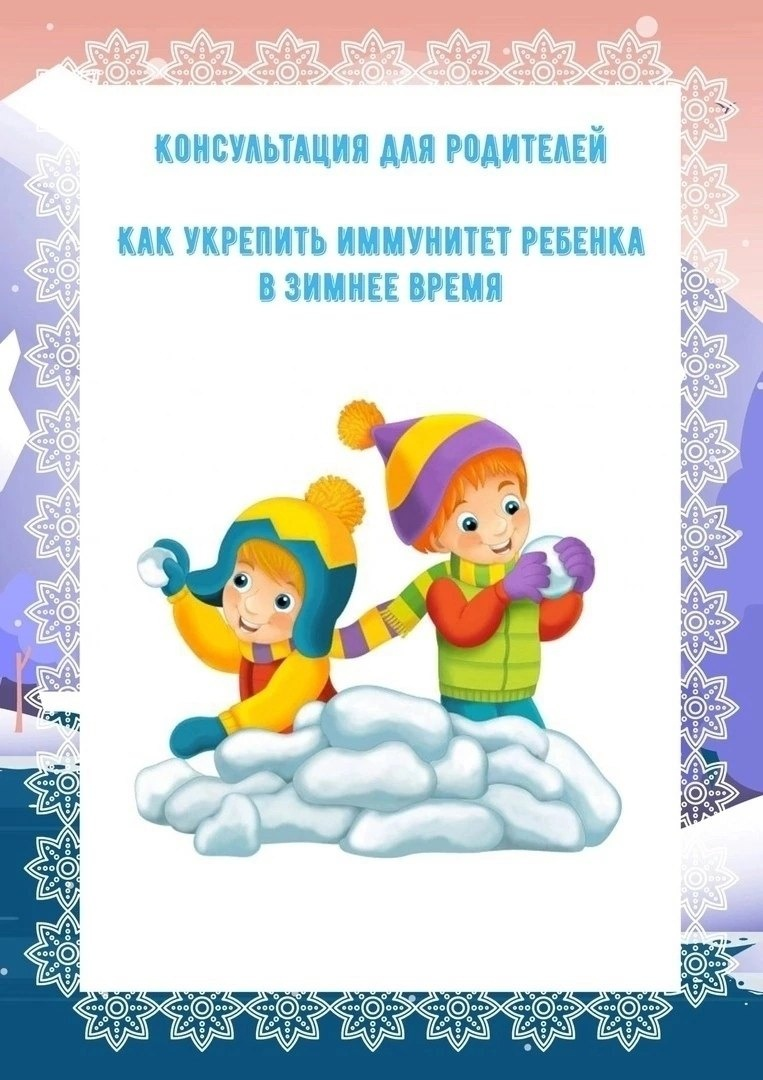 Консультация для родителей
Как укрепить иммунитет ребенка
в зимнее время